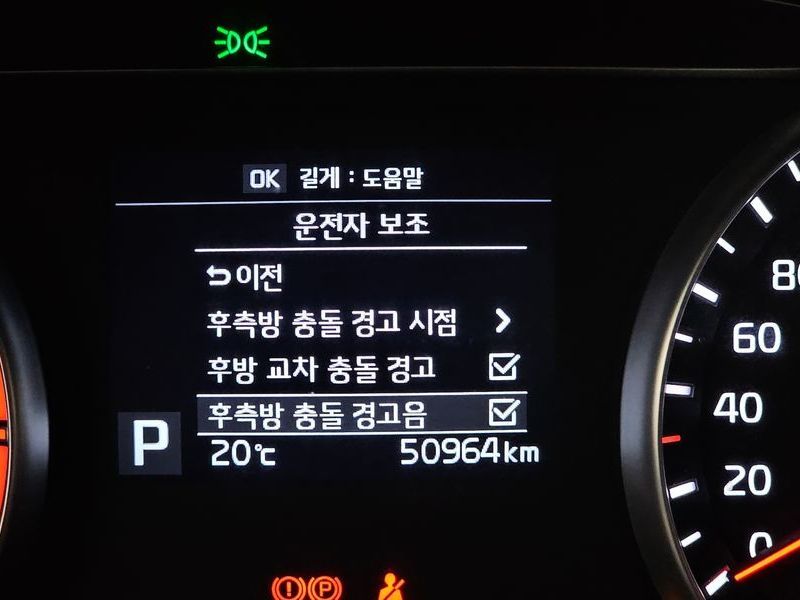 OK 길게 : 도움말
운전자 보조
이전
후측방 충돌 경고 시점
후방 교차 충돌 경고
후측방 충돌 경고음
P
20℃ 50964km
80
60
40
20
0
(!) (P)